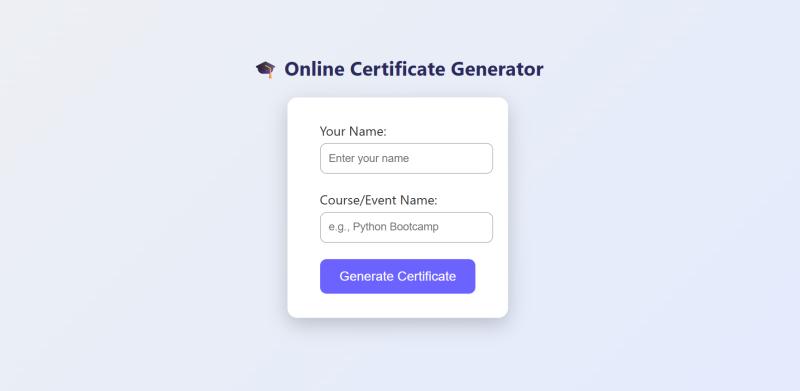 🎓 Online Certificate Generator
Your Name:
Enter your name
Course/Event Name:
e.g., Python Bootcamp
Generate Certificate